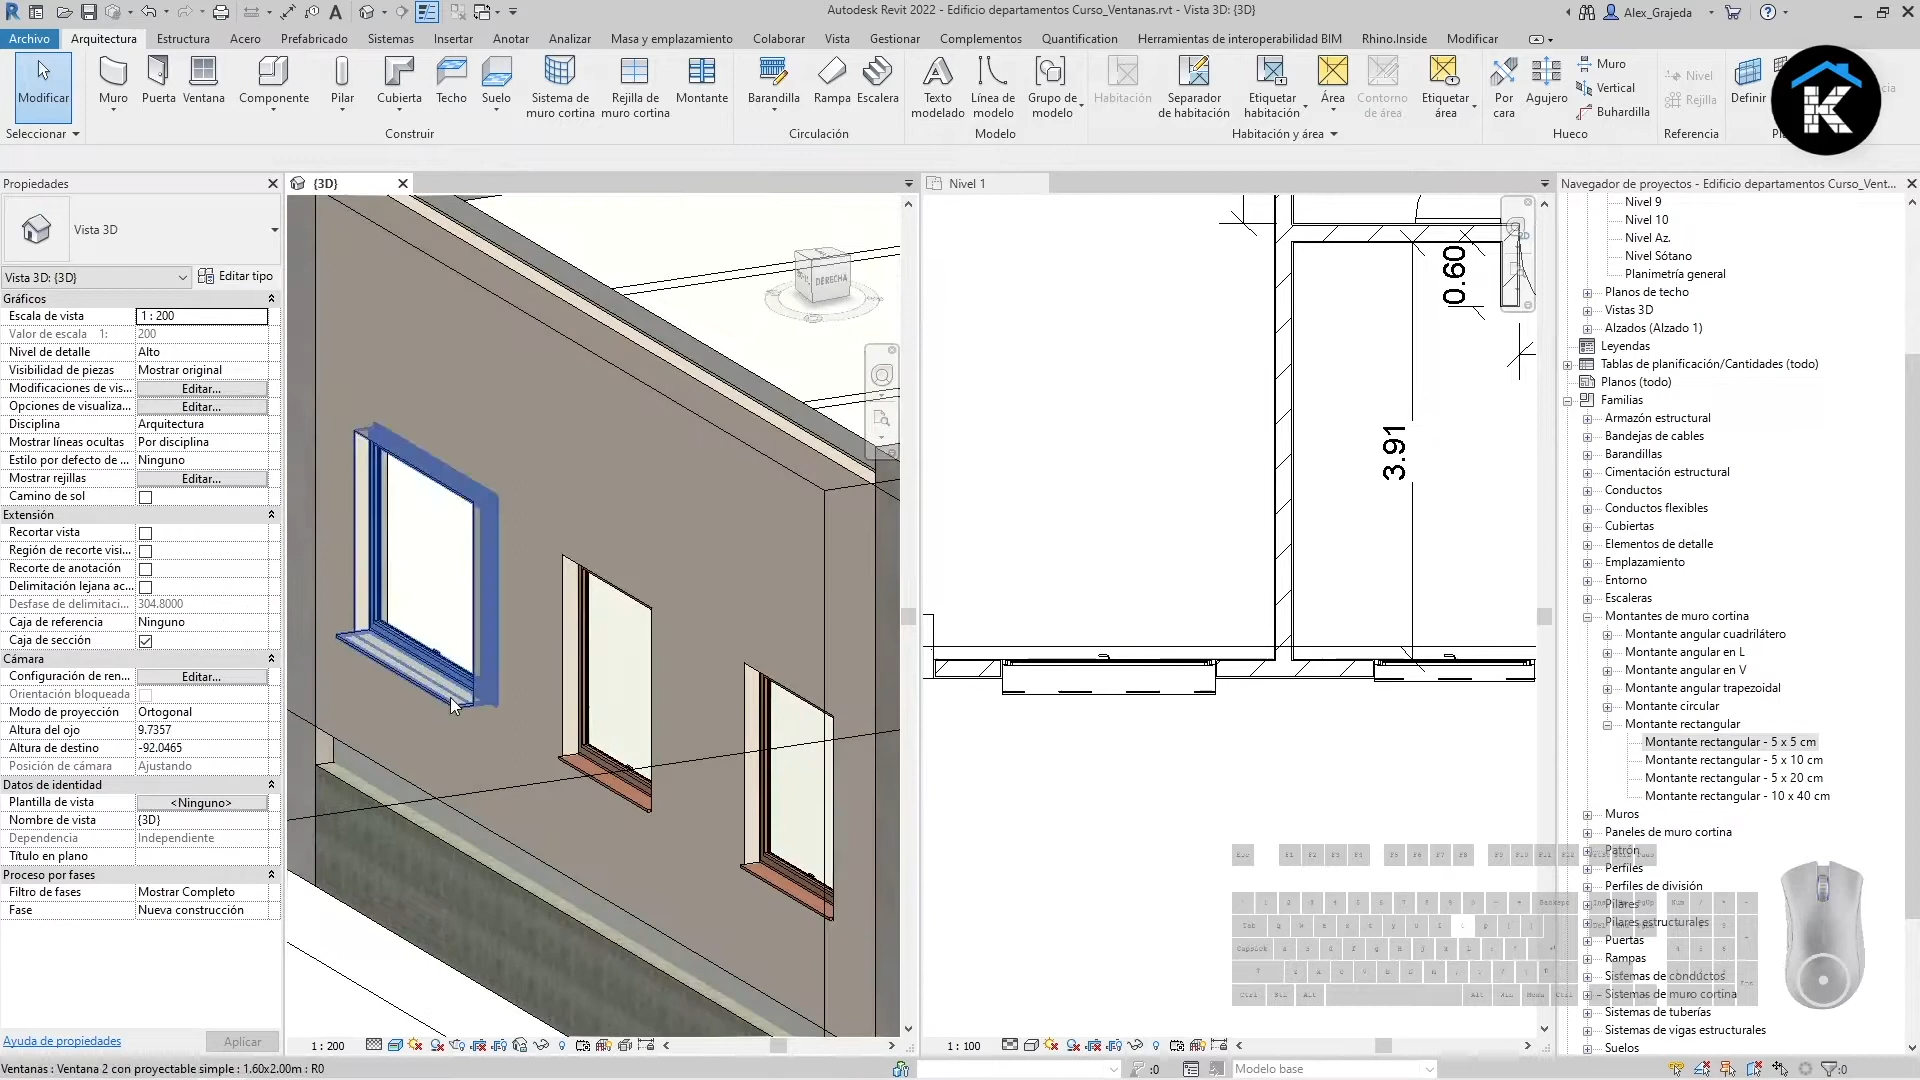 Autodesk Revit 2022 - Edificio departamentos Curso_Ventanas.rvt - Vista 3D: {3D}
Alex_Grajeda
Archivo Arquitectura Estructura Acero Prefabricado Sistemas Insertar Anotar Analizar Masa y emplazamiento Colaborar Vista Gestionar Complementos Quantification Herramientas de interoperabilidad BIM Rhino.Inside Modificar
Modificar
Muro
Puerta
Ventana
Componente
Pilar
Cubierta
Techo
Suelo
Sistema de muro cortina
Rejilla de muro cortina
Montante
Barandilla
Rampa
Escalera
Texto modelado
Línea de modelo
Grupo de modelo
Habitación
Separador de habitación
Etiquetar habitación
Área
Contorno de área
Etiquetar área
Por cara
Agujero
Muro
Vertical
Buhardilla
Nivel
Rejilla
Definir
Seleccionar
Construir
Circulación
Modelo
Habitación y área
Hueco
Referencia
K
Propiedades
Vista 3D
Vista 3D: {3D}
Editar tipo
Gráficos
Escala de vista 1 : 200
Valor de escala 1: 200
Nivel de detalle Alto
Visibilidad de piezas Mostrar original
Modificaciones de vis... Editar...
Opciones de visualiza... Editar...
Disciplina Arquitectura
Mostrar líneas ocultas Por disciplina
Estilo por defecto de ... Ninguno
Mostrar rejillas Editar...
Camino de sol
Extensión
Recortar vista
Región de recorte visi...
Recorte de anotación
Delimitación lejana ac...
Desfase de delimitaci... 304.8000
Caja de referencia Ninguno
Caja de sección
Cámara
Configuración de ren... Editar...
Orientación bloqueada
Modo de proyección Ortogonal
Altura del ojo 9.7357
Altura de destino -92.0465
Posición de cámara Ajustando
Datos de identidad
Plantilla de vista <Ninguno>
Nombre de vista {3D}
Dependencia Independiente
Título en plano
Proceso por fases
Filtro de fases Mostrar Completo
Fase Nueva construcción
Ayuda de propiedades
Aplicar
{3D}
DERECHA
1 : 200
Nivel 1
0.60
3.91
1 : 100
Navegador de proyectos - Edificio departamentos Curso_Vent...
Nivel 9
Nivel 10
Nivel Az.
Nivel Sótano
Planimetría general
Planos de techo
Vistas 3D
Alzados (Alzado 1)
Leyendas
Tablas de planificación/Cantidades (todo)
Planos (todo)
Familias
Armazón estructural
Bandejas de cables
Barandillas
Cimentación estructural
Conductos
Conductos flexibles
Cubiertas
Elementos de detalle
Emplazamiento
Entorno
Escaleras
Montantes de muro cortina
Montante angular cuadrilátero
Montante angular en L
Montante angular en V
Montante angular trapezoidal
Montante circular
Montante rectangular
Montante rectangular - 5 x 5 cm
Montante rectangular - 5 x 10 cm
Montante rectangular - 5 x 20 cm
Montante rectangular - 10 x 40 cm
Muros
Paneles de muro cortina
Patrón
Perfiles
Perfiles de división
Pilares
Pilares estructurales
Puertas
Rampas
Sistemas de conductos
Sistemas de muro cortina
Sistemas de tuberías
Sistemas de vigas estructurales
Suelos
Ventanas : Ventana 2 con proyectable simple : 1.60x2.00m : R0
:0
Modelo base
:0